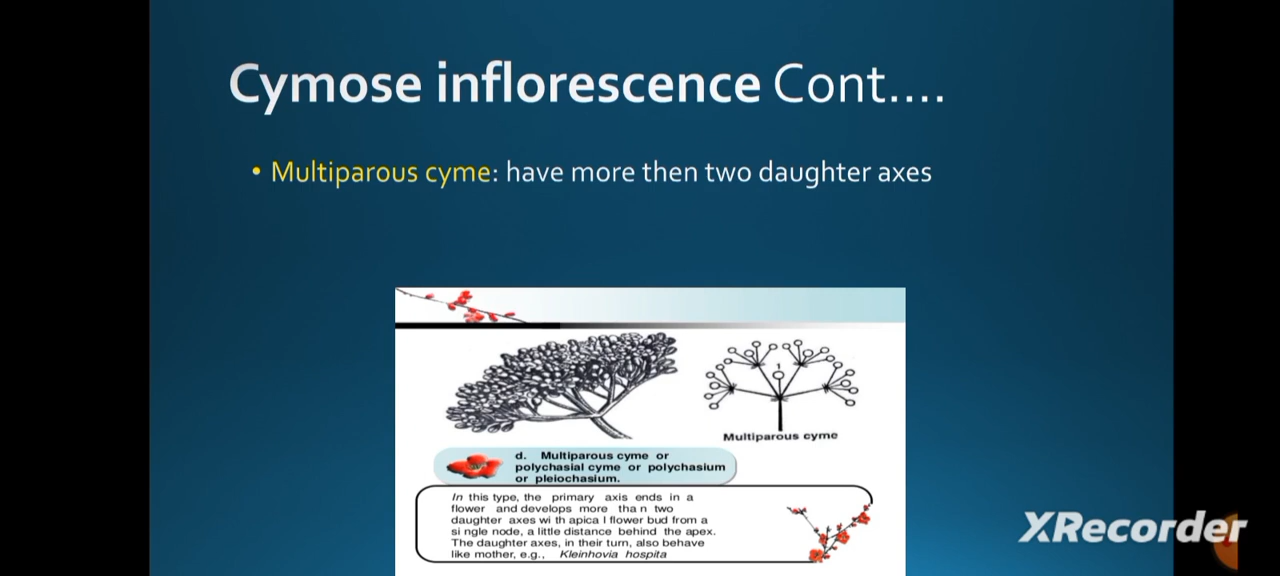 Cymose inflorescence Cont....
• Multiparous cyme: have more then two daughter axes
1
Multiparous cyme
d. Multiparous cyme or
polychasial cyme or polychasium
or pleiochasium.
In this type, the primary axis ends in a
flower and develops more tha n two
daughter axes wi th apica l flower bud from a
si ngle node, a little distance behind the apex.
The daughter axes, in their turn, also behave
like mother, e.g., Kleinhovia hospita
XRecorder